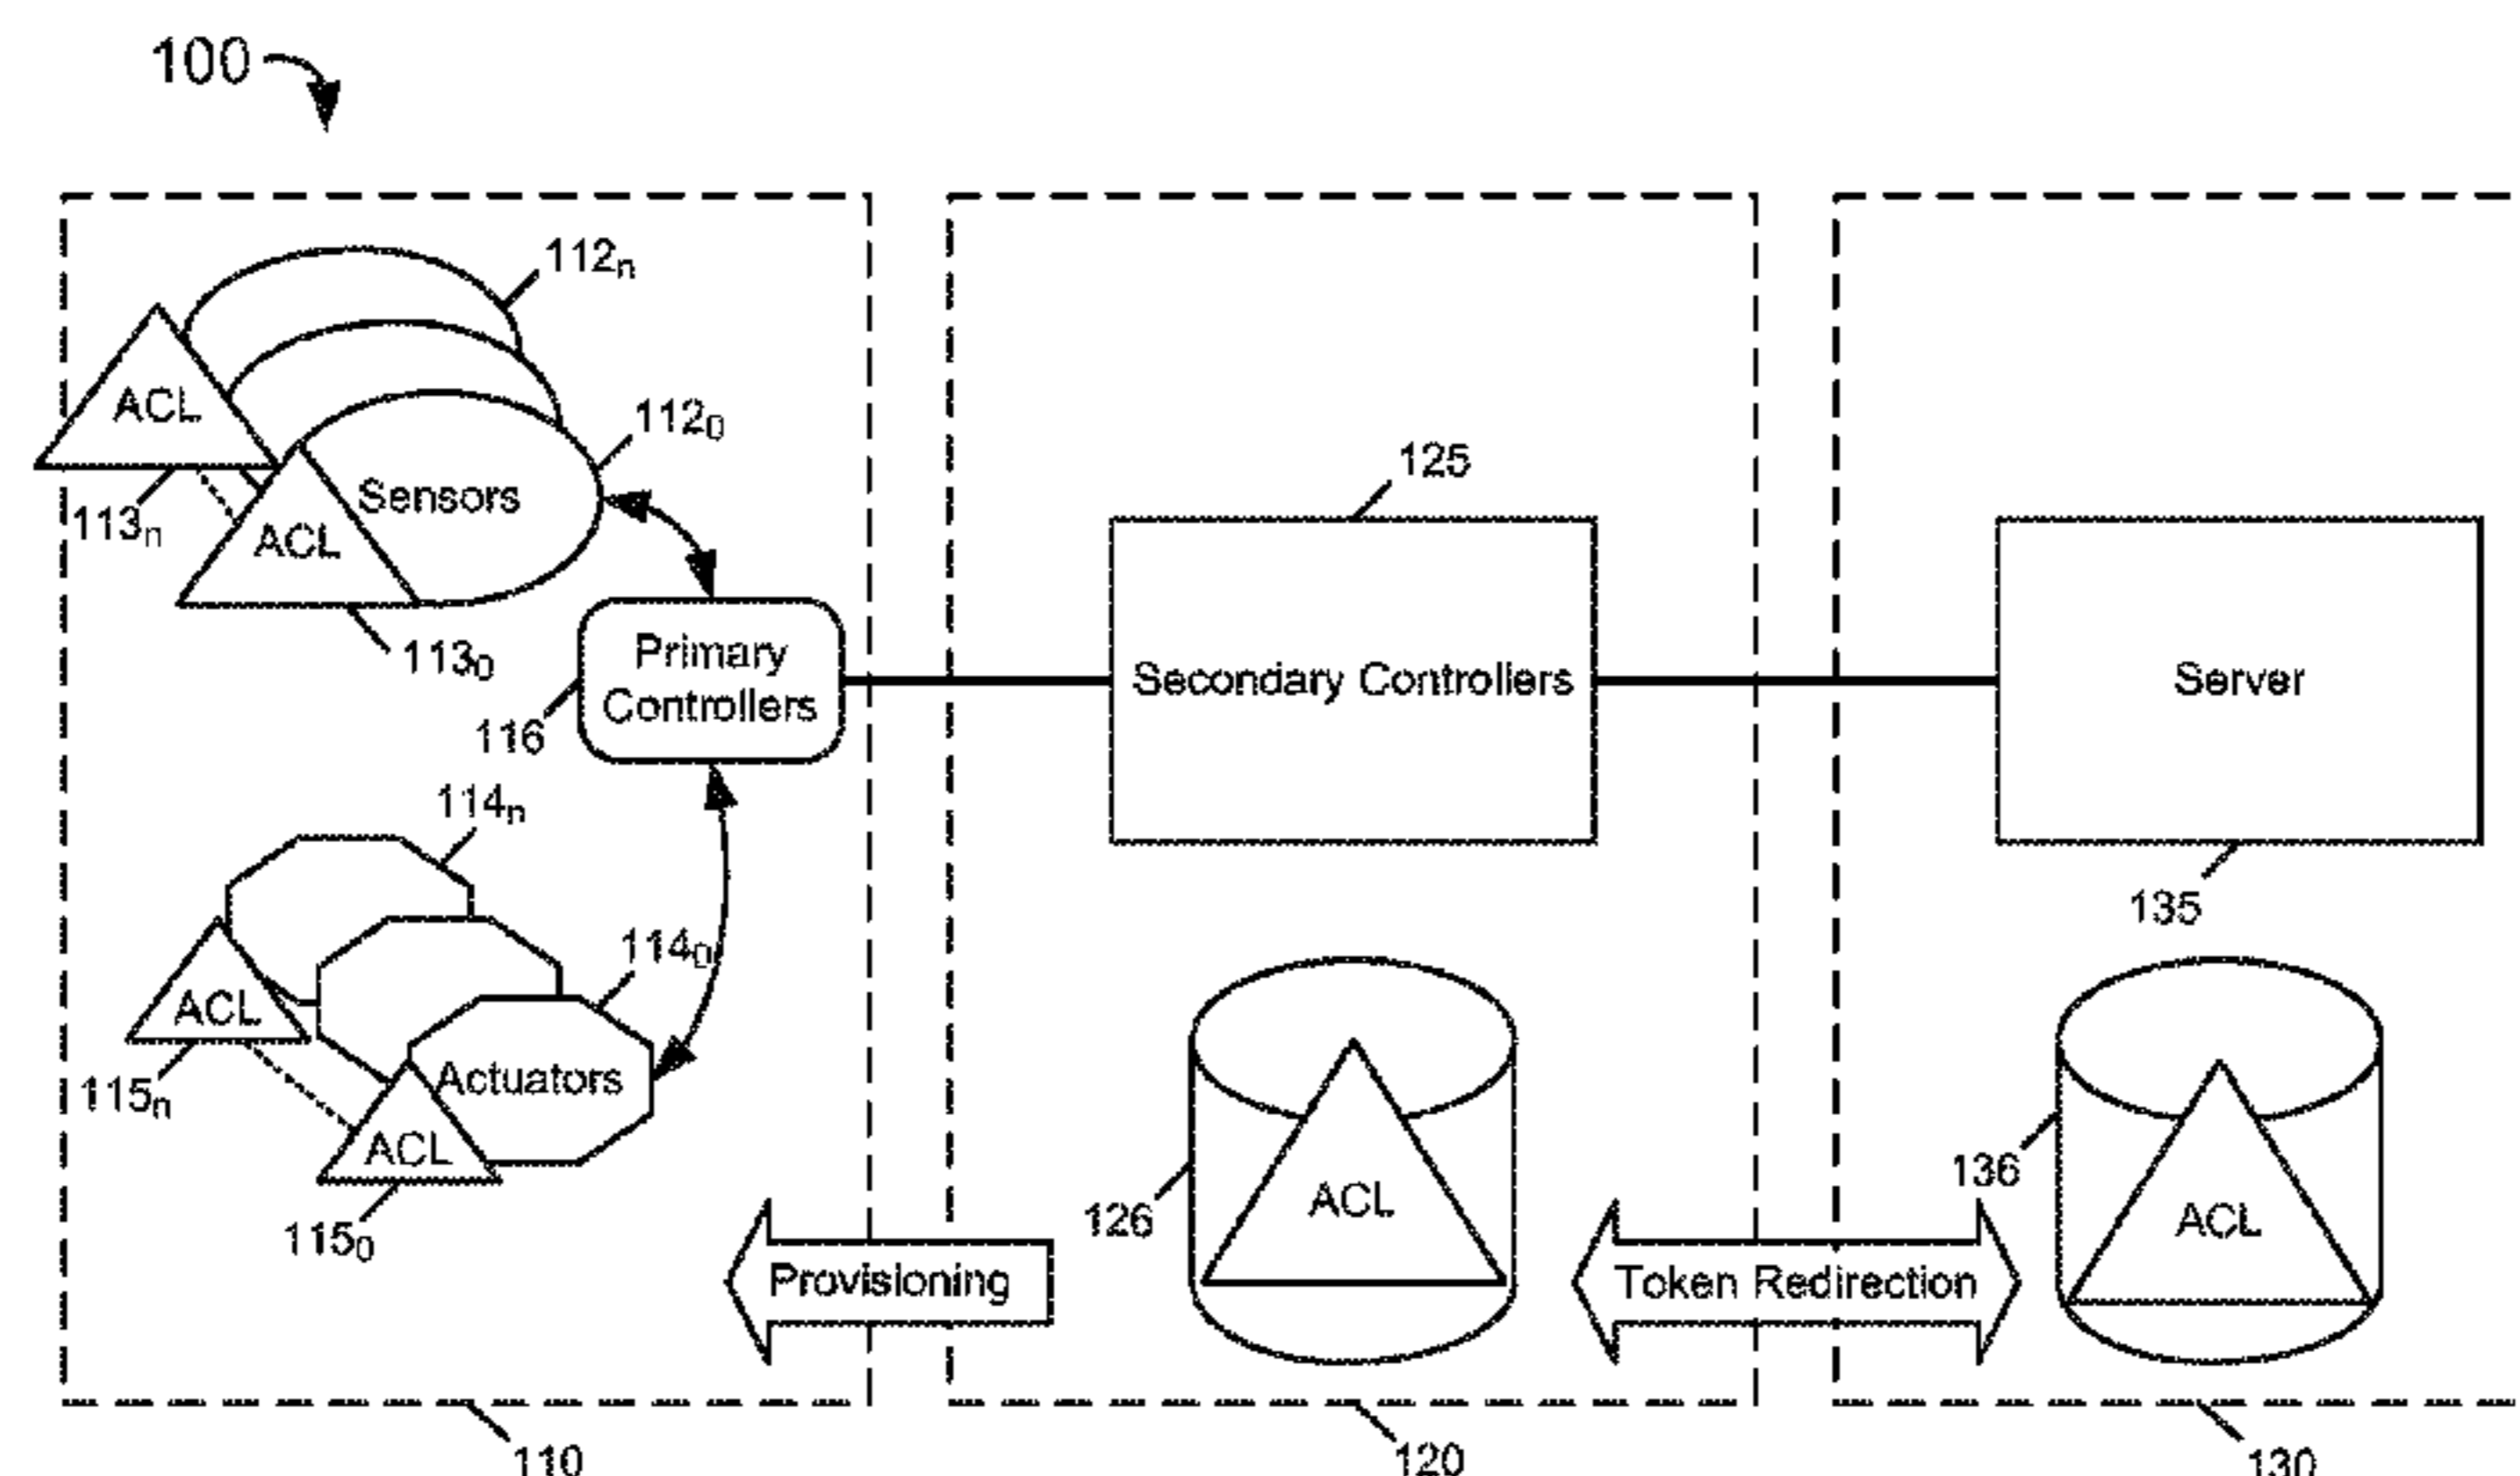 100
112ₙ
ACL
112₀
125
Sensors
113ₙ
ACL
113₀
Primary
Controllers
116
Secondary Controllers
Server
114ₙ
135
114₀
ACL
Actuators
115ₙ
ACL
115₀
126
ACL
136
ACL
Provisioning
Token Redirection
110
120
130